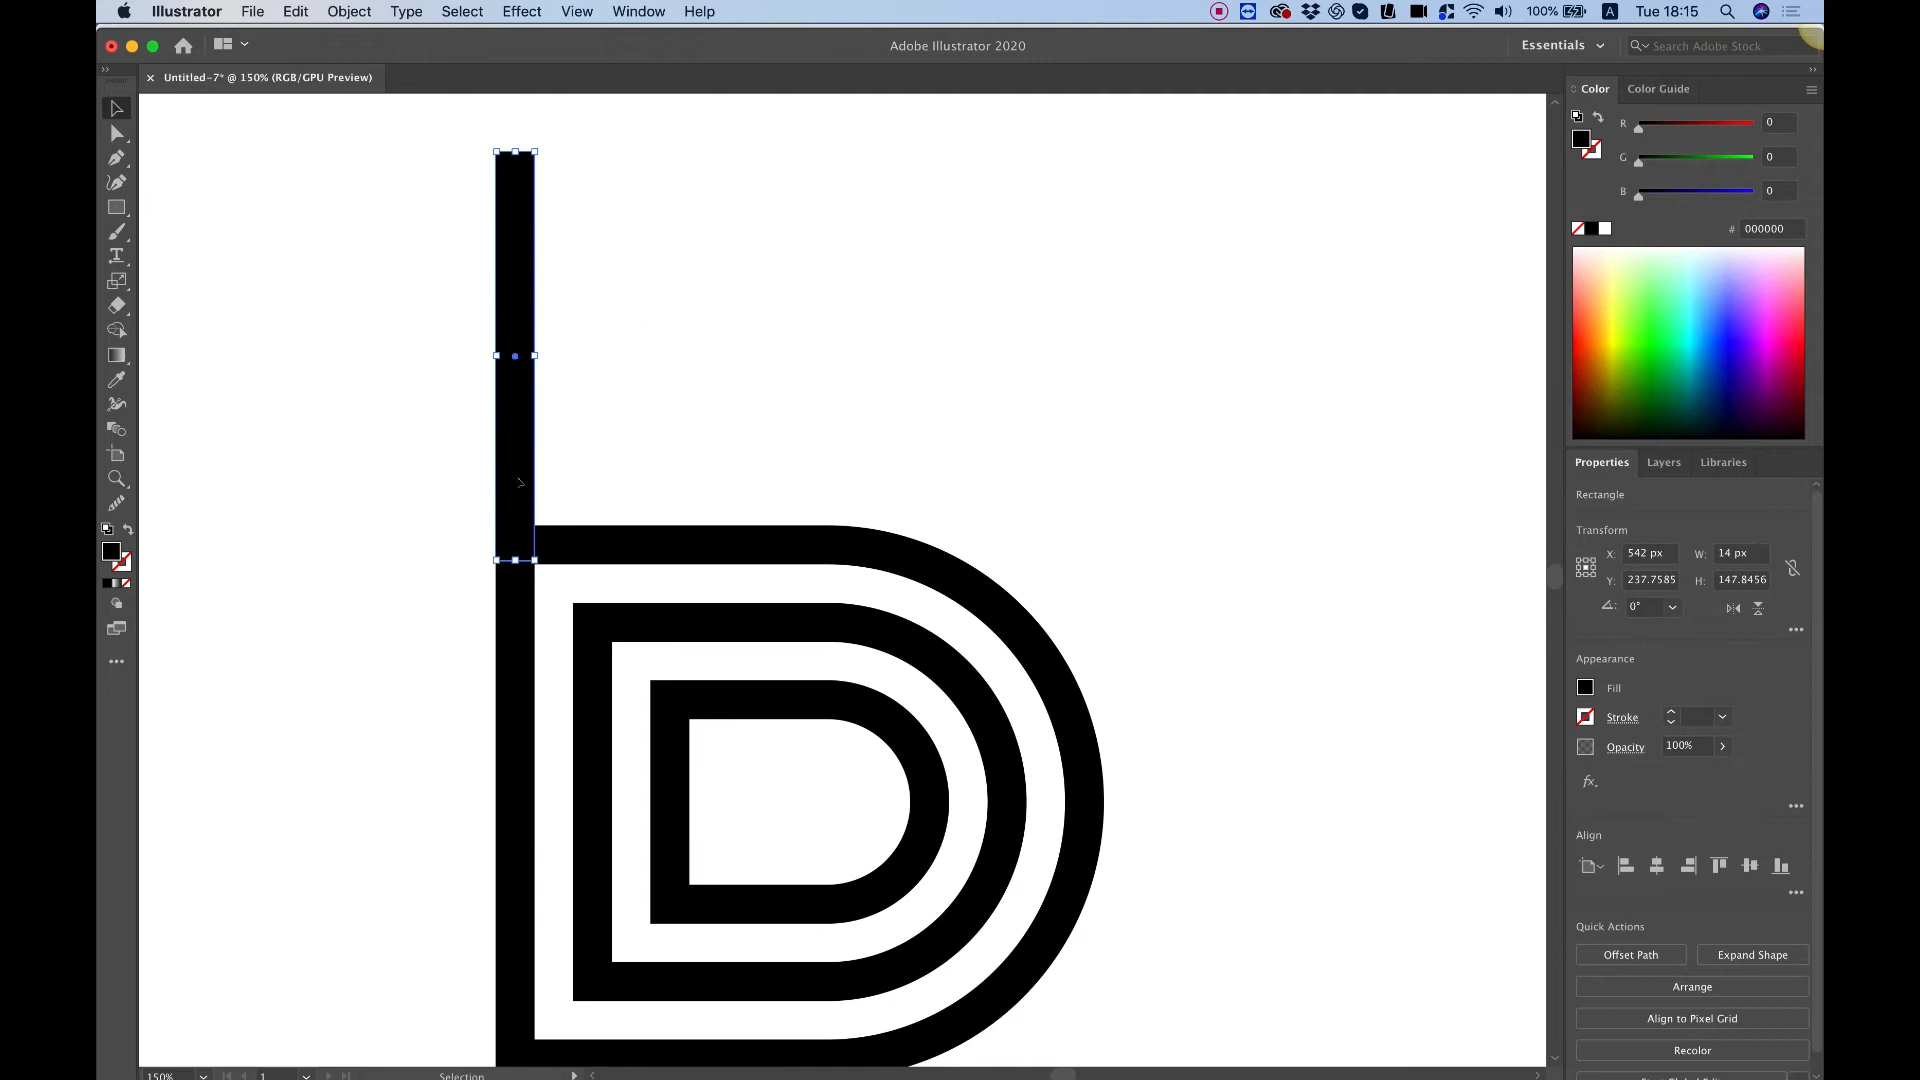 Illustrator File Edit Object Type Select Effect View Window Help 100% A Tue 18:15
Adobe Illustrator 2020 Essentials Search Adobe Stock
× Untitled-7* @ 150% (RGB/GPU Preview)
Color Color Guide
R 0
G 0
B 0
# 000000
Properties Layers Libraries
Rectangle
Transform
X: 542 px W: 14 px
Y: 237.7585 H: 147.8456
0°
Appearance
Fill
Stroke
Opacity 100%
fx.
Align
Quick Actions
Offset Path Expand Shape
Arrange
Align to Pixel Grid
Recolor
150% 1 Selection